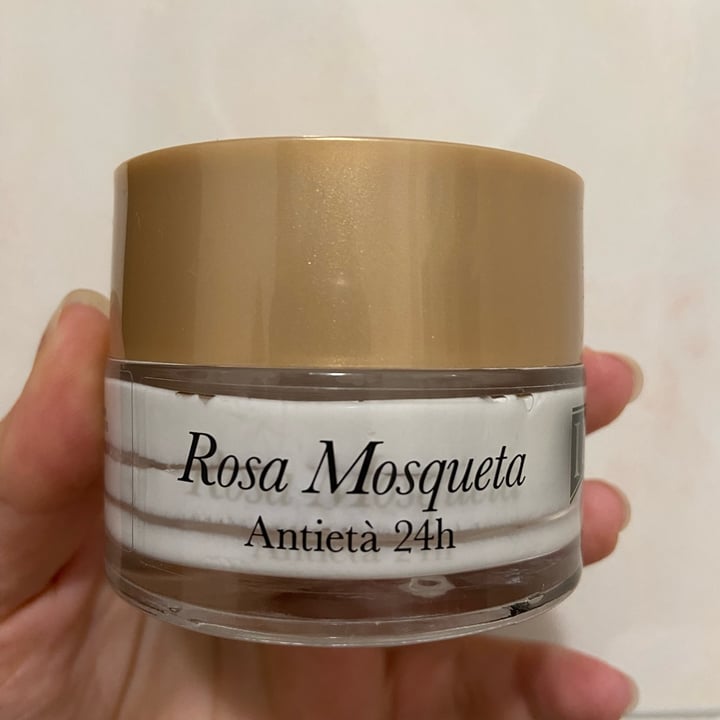 Rosa Mosqueta
Antietà 24h